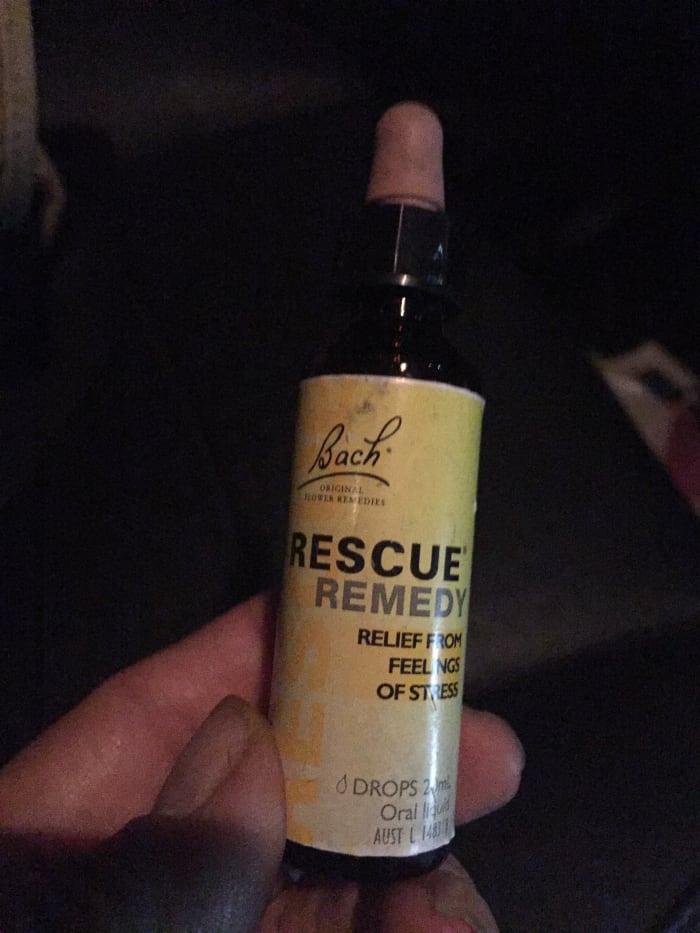 Bach®
ORIGINAL
FLOWER REMEDIES
RESCUE®
REMEDY
RELIEF FROM
FEELINGS
OF STRESS
DROPS
Oral liquid
AUST L